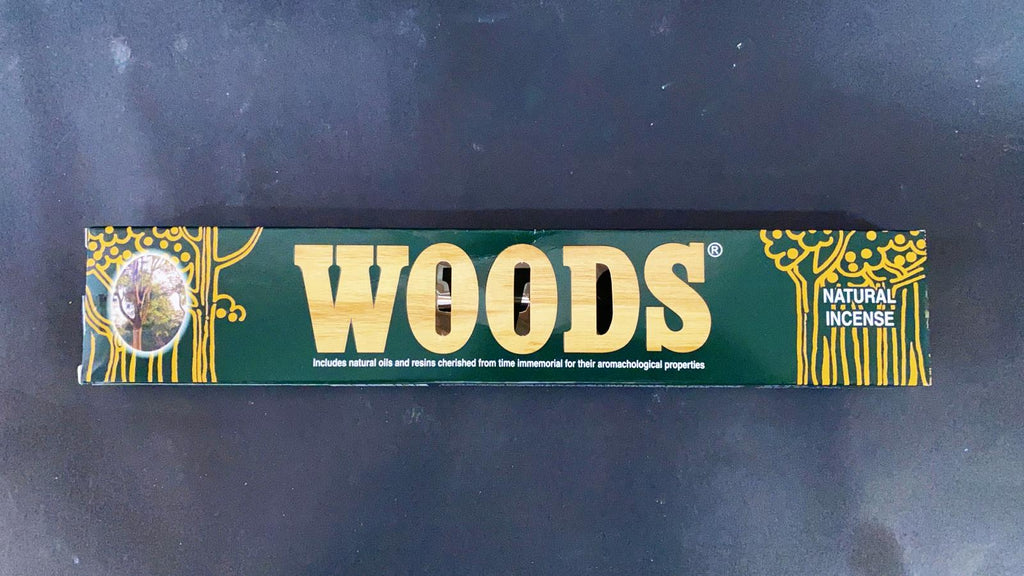 WOODS®
Includes natural oils and resins cherished from time immemorial for their aromachological properties
NATURAL
INCENSE